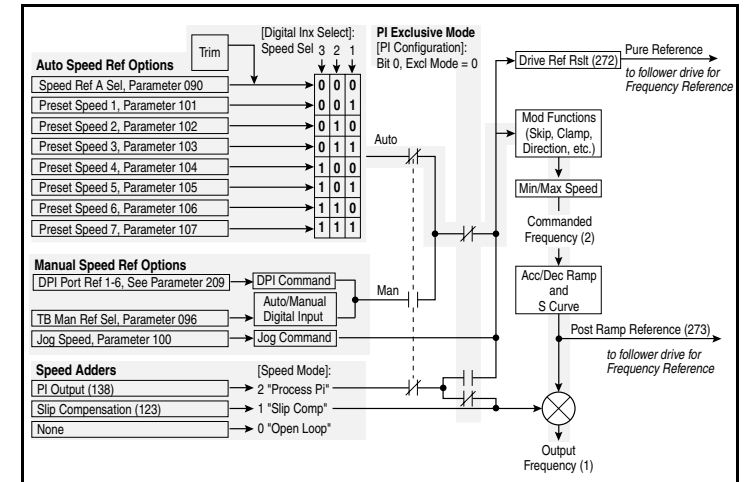 [Digital Inx Select]:
Speed Sel 3 2 1
PI Exclusive Mode
[PI Configuration]:
Bit 0, Excl Mode = 0
Trim
Auto Speed Ref Options
Speed Ref A Sel, Parameter 090
0 0 0
Preset Speed 1, Parameter 101
0 0 1
Preset Speed 2, Parameter 102
0 1 0
Preset Speed 3, Parameter 103
0 1 1
Preset Speed 4, Parameter 104
1 0 0
Preset Speed 5, Parameter 105
1 0 1
Preset Speed 6, Parameter 106
1 1 0
Preset Speed 7, Parameter 107
1 1 1
Auto
Drive Ref Rslt (272)
Pure Reference
to follower drive for
Frequency Reference
Mod Functions
(Skip, Clamp,
Direction, etc.)
Min/Max Speed
Commanded
Frequency (2)
Acc/Dec Ramp
and
S Curve
Post Ramp Reference (273)
to follower drive for
Frequency Reference
Manual Speed Ref Options
DPI Port Ref 1-6, See Parameter 209
DPI Command
Auto/Manual
Digital Input
Man
TB Man Ref Sel, Parameter 096
Jog Speed, Parameter 100
Jog Command
Speed Adders
[Speed Mode]:
PI Output (138)
2 "Process Pi"
Slip Compensation (123)
1 "Slip Comp"
None
0 "Open Loop"
Output
Frequency (1)